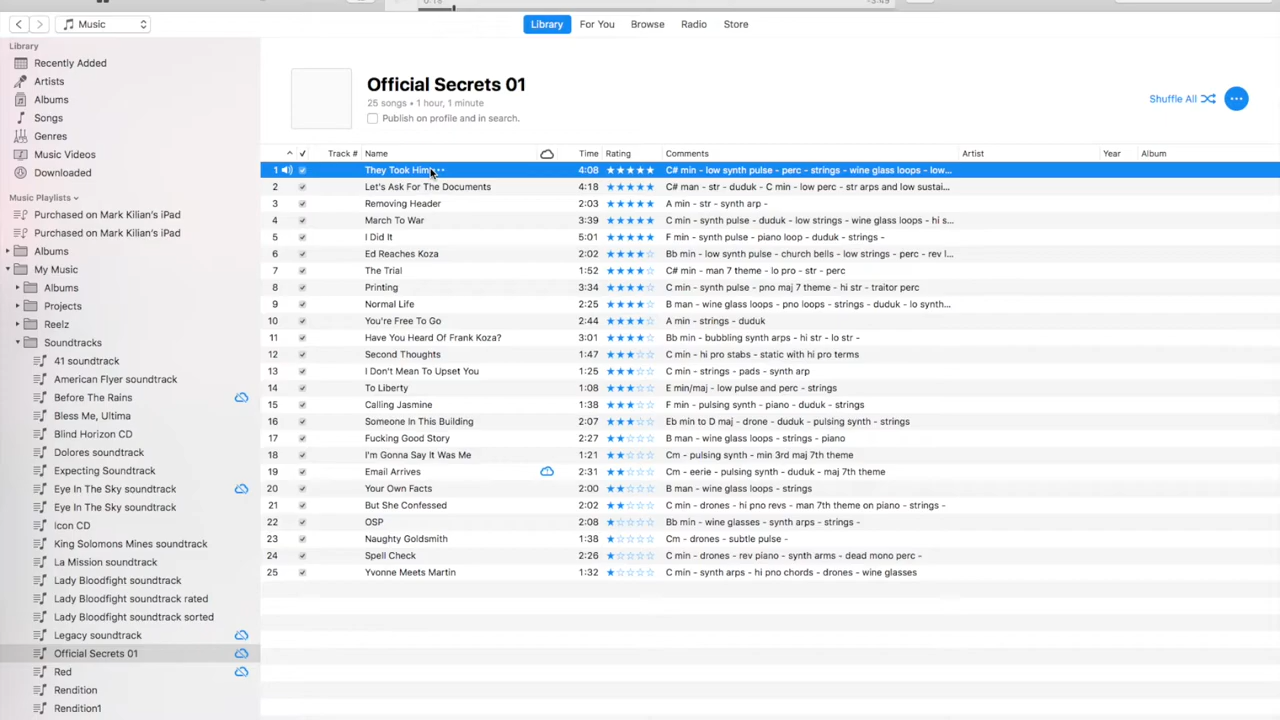 0:19 -3:49
Music Library For You Browse Radio Store
Library
Recently Added
Artists
Albums
Songs
Genres
Music Videos
Downloaded
Music Playlists
Purchased on Mark Kilian's iPad
Purchased on Mark Kilian's iPad
Albums
My Music
Albums
Projects
Reelz
Soundtracks
41 soundtrack
American Flyer soundtrack
Before The Rains
Bless Me, Ultima
Blind Horizon CD
Dolores soundtrack
Expecting Soundtrack
Eye In The Sky soundtrack
Eye In The Sky soundtrack
Icon CD
King Solomons Mines soundtrack
La Mission soundtrack
Lady Bloodfight soundtrack
Lady Bloodfight soundtrack rated
Lady Bloodfight soundtrack sorted
Legacy soundtrack
Official Secrets 01
Red
Rendition
Rendition1
Official Secrets 01
25 songs • 1 hour, 1 minute
Publish on profile and in search.
Shuffle All
Track # Name Time Rating Comments Artist Year Album
1 They Took Him 4:08 ★★★★★ C# min - low synth pulse - perc - strings - wine glass loops - low...
2 Let's Ask For The Documents 4:18 ★★★★★ C# man - str - duduk - C min - low perc - str arps and low sustai...
3 Removing Header 2:03 ★★★★★ A min - str - synth arp -
4 March To War 3:39 ★★★★★ C min - synth pulse - duduk - low strings - wine glass loops - hi s...
5 I Did It 5:01 ★★★★★ F min - synth pulse - piano loop - duduk - strings -
6 Ed Reaches Koza 2:02 ★★★★☆ Bb min - low synth pulse - church bells - low strings - perc - rev l...
7 The Trial 1:52 ★★★★☆ C# min - man 7 theme - lo pro - str - perc
8 Printing 3:34 ★★★★☆ C min - synth pulse - pno maj 7 theme - hi str - traitor perc
9 Normal Life 2:25 ★★★★☆ B man - wine glass loops - pno loops - strings - duduk - lo synth...
10 You're Free To Go 2:44 ★★★★☆ A min - strings - duduk
11 Have You Heard Of Frank Koza? 3:01 ★★★★☆ Bb min - bubbling synth arps - hi str - lo str -
12 Second Thoughts 1:47 ★★★☆☆ C min - hi pno stabs - static with hi pro terms
13 I Don't Mean To Upset You 1:25 ★★★☆☆ C min - strings - pads - synth arp
14 To Liberty 1:08 ★★★☆☆ E min/maj - low pulse and perc - strings
15 Calling Jasmine 1:38 ★★★☆☆ F min - pulsing synth - piano - duduk - strings
16 Someone In This Building 2:07 ★★★☆☆ Eb min to D maj - drone - duduk - pulsing synth - strings
17 Fucking Good Story 2:27 ★★☆☆☆ B man - wine glass loops - strings - piano
18 I'm Gonna Say It Was Me 1:21 ★★☆☆☆ Cm - pulsing synth - min 3rd maj 7th theme
19 Email Arrives 2:31 ★★☆☆☆ Cm - eerie - pulsing synth - duduk - maj 7th theme
20 Your Own Facts 2:00 ★★☆☆☆ B man - wine glass loops - strings
21 But She Confessed 2:02 ★★☆☆☆ C min - drones - hi pno revs - man 7th theme on piano - strings -
22 OSP 2:08 ★☆☆☆☆ Bb min - wine glasses - synth arps - strings -
23 Naughty Goldsmith 1:38 ★☆☆☆☆ Cm - drones - subtle pulse -
24 Spell Check 2:26 ★☆☆☆☆ C min - drones - rev piano - synth arms - dead mono perc -
25 Yvonne Meets Martin 1:32 ★☆☆☆☆ C min - synth arps - hi pno chords - drones - wine glasses